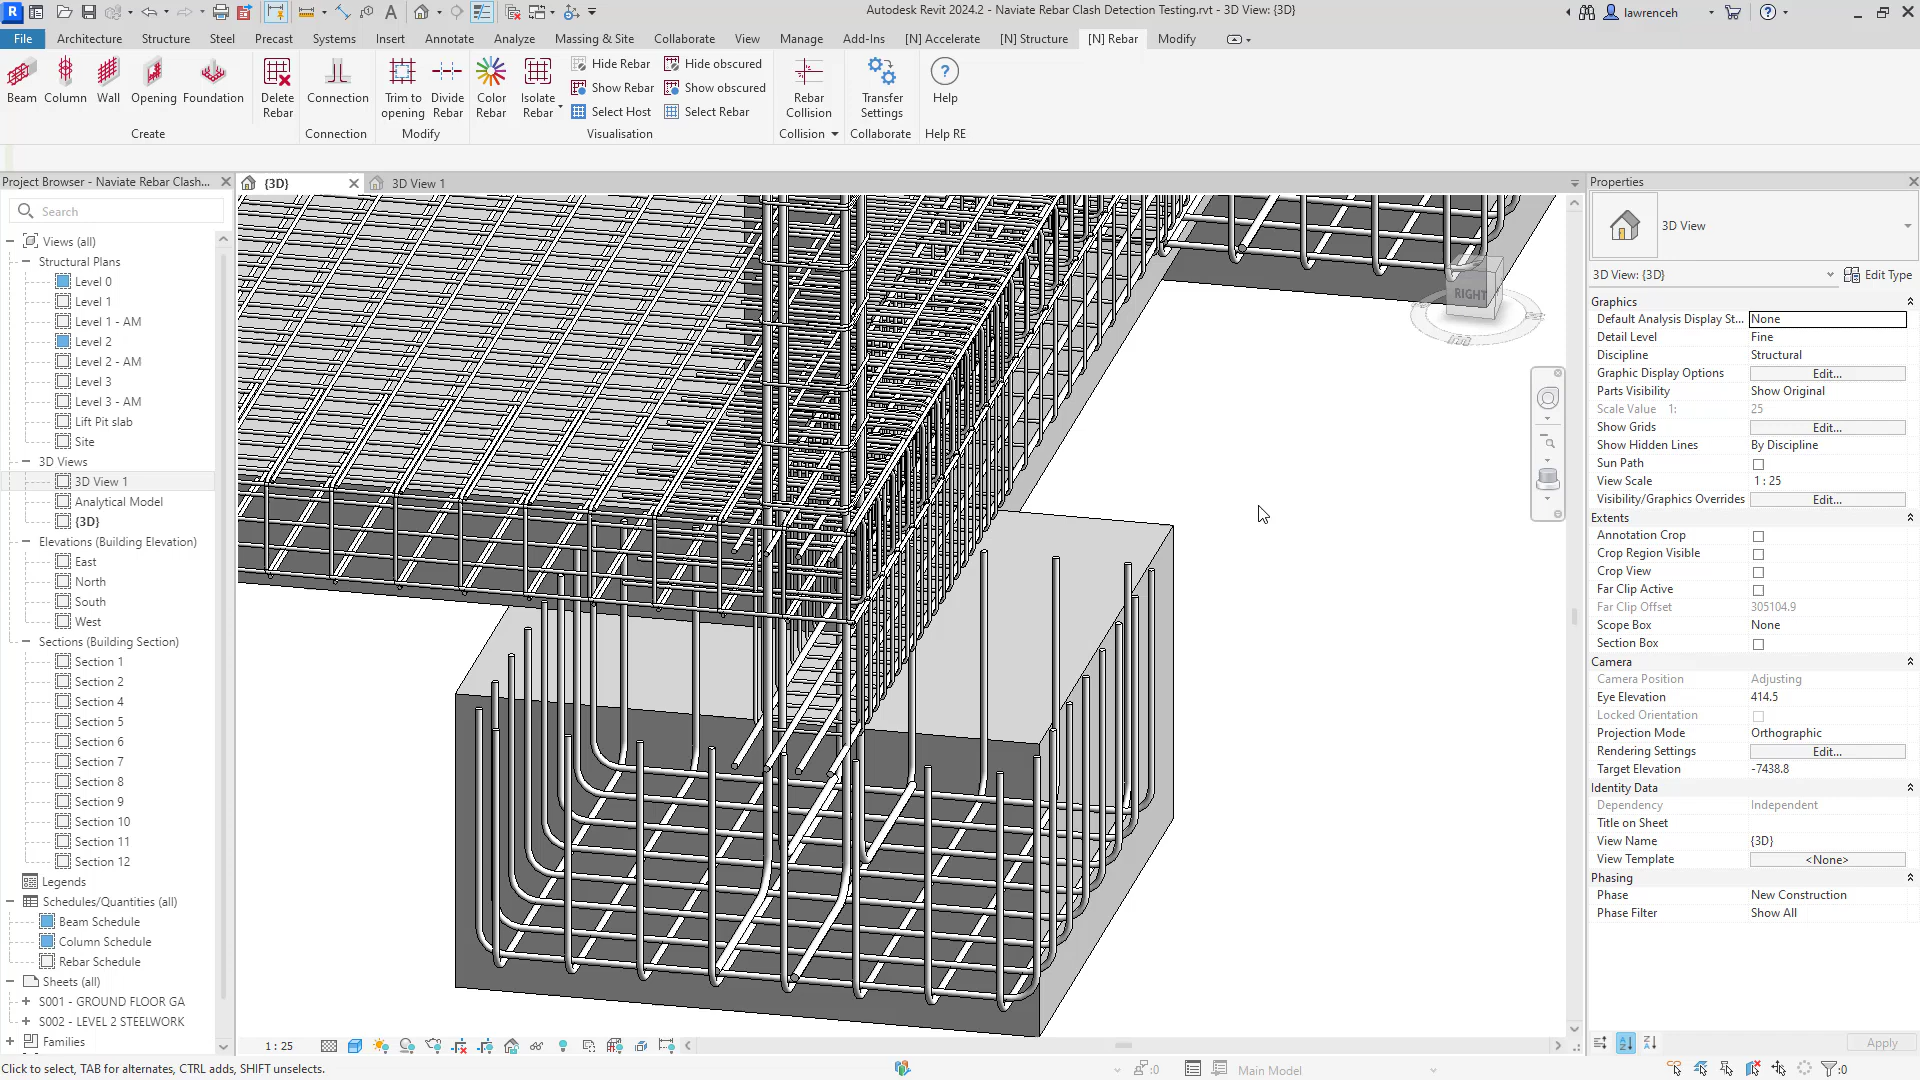 Autodesk Revit 2024.2 - Naviate Rebar Clash Detection Testing.rvt - 3D View: {3D}
lawrenceh
File
Architecture
Structure
Steel
Precast
Systems
Insert
Annotate
Analyze
Massing & Site
Collaborate
View
Manage
Add-Ins
[N] Accelerate
[N] Structure
[N] Rebar
Modify
Beam
Column
Wall
Opening
Foundation
Create
Delete Rebar
Connection
Connection
Trim to opening
Divide Rebar
Modify
Color Rebar
Isolate Rebar
Hide Rebar
Show Rebar
Select Host
Hide obscured
Show obscured
Select Rebar
Visualisation
Rebar Collision
Collision
Transfer Settings
Collaborate
Help
Help RE
Project Browser - Naviate Rebar Clash...
Search
Views (all)
Structural Plans
Level 0
Level 1
Level 1 - AM
Level 2
Level 2 - AM
Level 3
Level 3 - AM
Lift Pit slab
Site
3D Views
3D View 1
Analytical Model
{3D}
Elevations (Building Elevation)
East
North
South
West
Sections (Building Section)
Section 1
Section 2
Section 4
Section 5
Section 6
Section 7
Section 8
Section 9
Section 10
Section 11
Section 12
Legends
Schedules/Quantities (all)
Beam Schedule
Column Schedule
Rebar Schedule
Sheets (all)
S001 - GROUND FLOOR GA
S002 - LEVEL 2 STEELWORK
Families
{3D}
3D View 1
RIGHT
1 : 25
Properties
3D View
3D View: {3D}
Edit Type
Graphics
Default Analysis Display St... None
Detail Level Fine
Discipline Structural
Graphic Display Options Edit...
Parts Visibility Show Original
Scale Value 1: 25
Show Grids Edit...
Show Hidden Lines By Discipline
Sun Path
View Scale 1 : 25
Visibility/Graphics Overrides Edit...
Extents
Annotation Crop
Crop Region Visible
Crop View
Far Clip Active
Far Clip Offset 305104.9
Scope Box None
Section Box
Camera
Camera Position Adjusting
Eye Elevation 414.5
Locked Orientation
Projection Mode Orthographic
Rendering Settings Edit...
Target Elevation -7438.8
Identity Data
Dependency Independent
Title on Sheet
View Name {3D}
View Template <None>
Phasing
Phase New Construction
Phase Filter Show All
Apply
Click to select, TAB for alternates, CTRL adds, SHIFT unselects.
:0
Main Model
:0